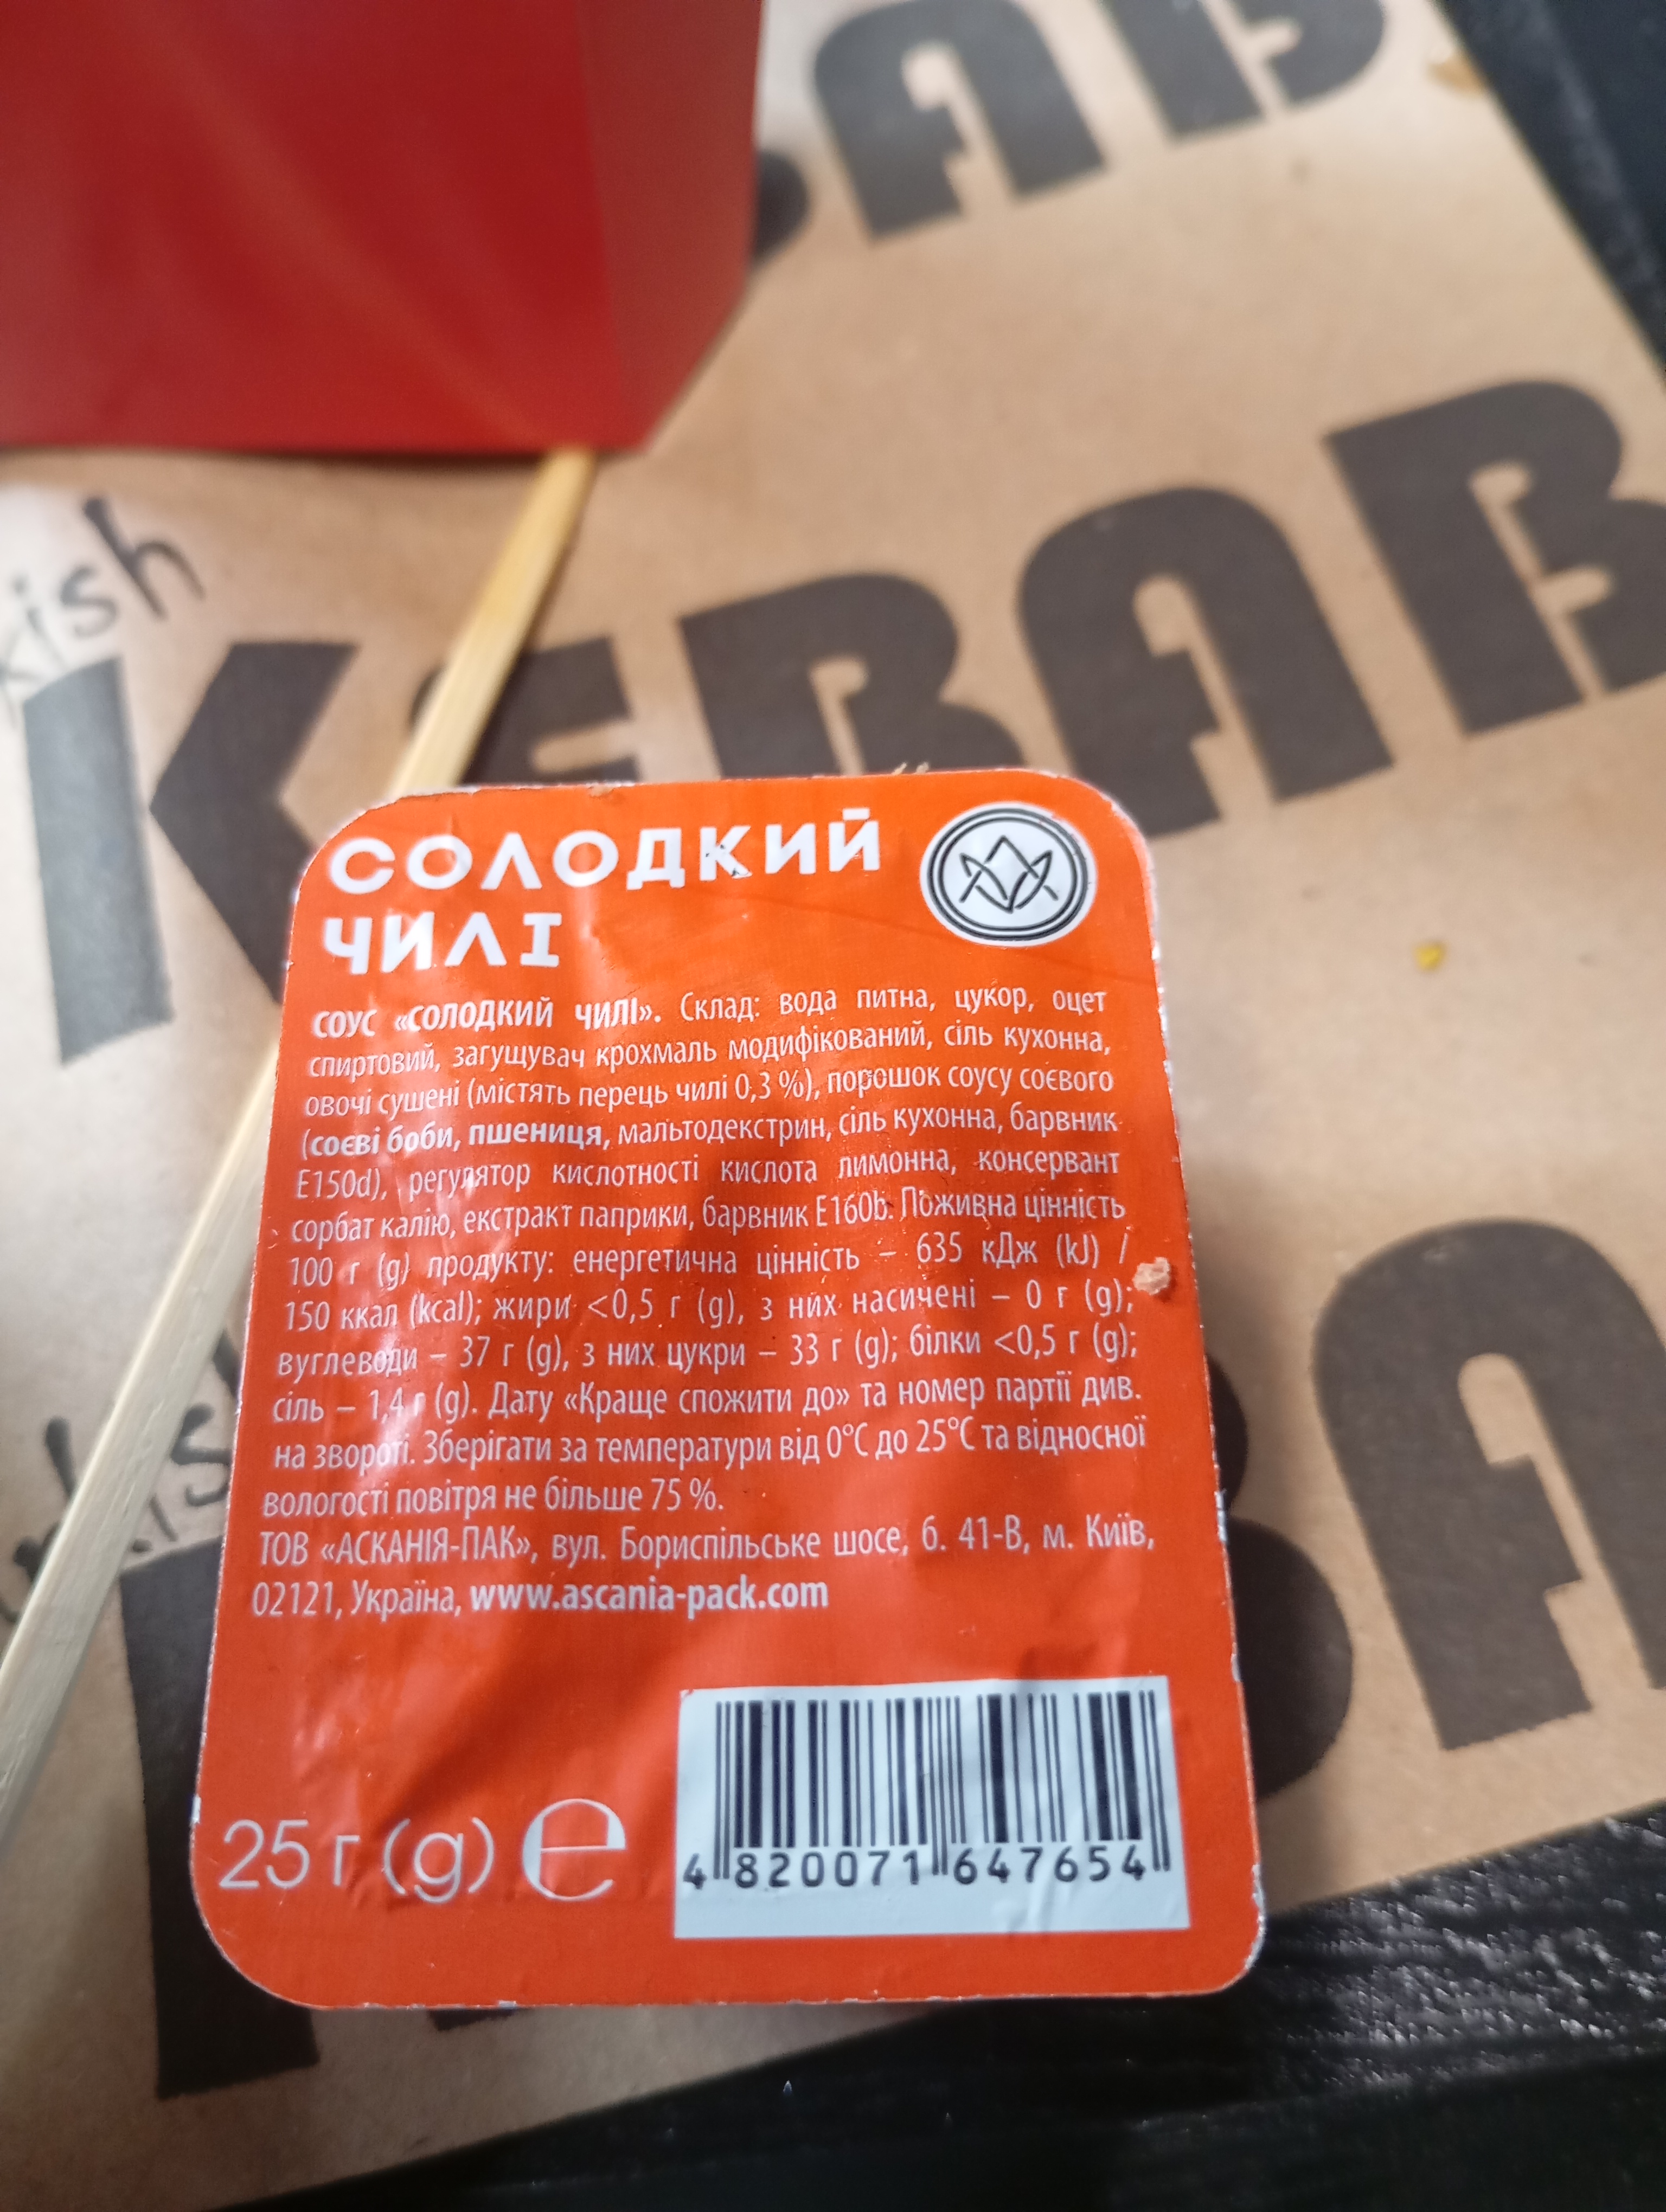 KEBAB
kish
KEBAB
СОЛОДКИЙ
ЧИЛІ
СОУС «СОЛОДКИЙ ЧИЛІ». Склад: вода питна, цукор, оцет
спиртовий, загущувач крохмаль модифікований, сіль кухонна,
овочі сушені (містять перець чилі 0,3 %), порошок соусу соєвого
(соєві боби, пшениця, мальтодекстрин, сіль кухонна, барвник
Е150d), регулятор кислотності кислота лимонна, консервант
сорбат калію, екстракт паприки, барвник Е160b. Поживна цінність
100 г (g) продукту: енергетична цінність – 635 кДж (kJ) /
150 ккал (kcal); жири <0,5 г (g), з них насичені – 0 г (g);
вуглеводи – 37 г (g), з них цукри – 33 г (g); білки <0,5 г (g);
сіль – 1,4 г (g). Дату «Краще спожити до» та номер партії див.
на звороті. Зберігати за температури від 0°С до 25°С та відносної
вологості повітря не більше 75 %.
ТОВ «АСКАНІЯ-ПАК», вул. Бориспільське шосе, б. 41-В, м. Київ,
02121, Україна, www.ascania-pack.com
25 г (g) e
4 820071 647654